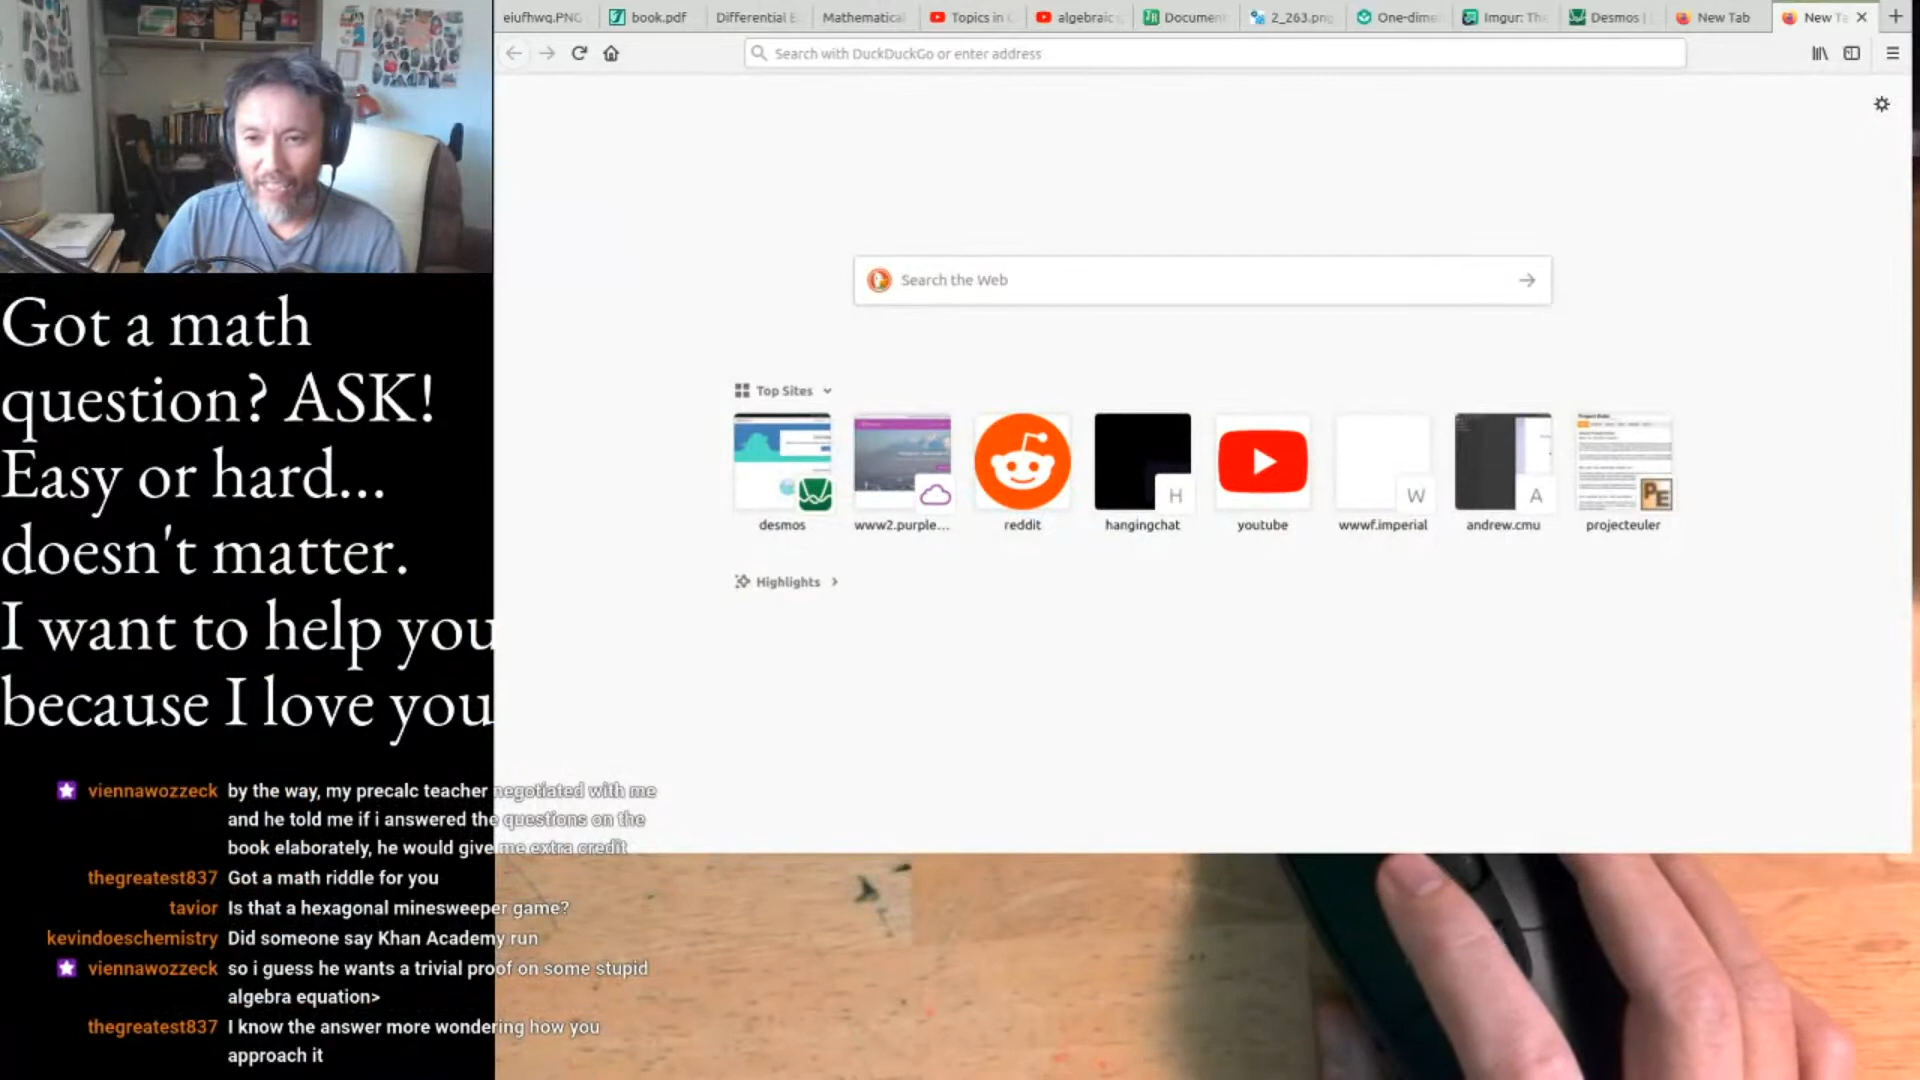 eiufhwq.PNG
book.pdf
Differential E
Mathematical
Topics in
algebraic
Document
2_263.png
One-dime
Imgur: The
Desmos |
New Tab
New Ta
Search with DuckDuckGo or enter address
Search the Web
Top Sites
H
W
A
PE
desmos
www2.purple...
reddit
hangingchat
youtube
wwwf.imperial
andrew.cmu
projecteuler
Highlights
Got a math
question? ASK!
Easy or hard...
doesn't matter.
I want to help you
because I love you
viennawozzeck by the way, my precalc teacher negotiated with me
and he told me if i answered the questions on the
book elaborately, he would give me extra credit
thegreatest837 Got a math riddle for you
tavior Is that a hexagonal minesweeper game?
kevindoeschemistry Did someone say Khan Academy run
viennawozzeck so i guess he wants a trivial proof on some stupid
algebra equation>
thegreatest837 I know the answer more wondering how you
approach it